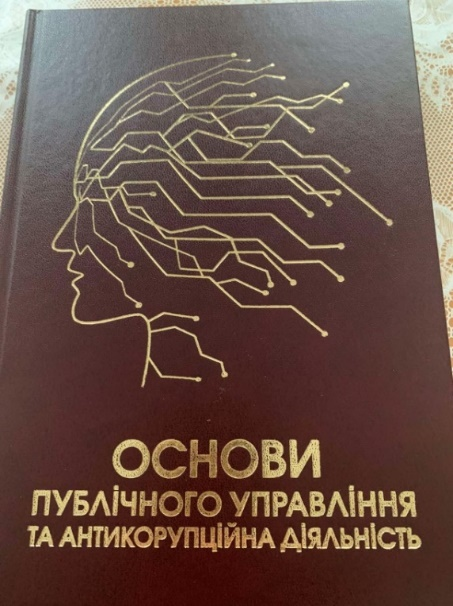 ОСНОВИ
ПУБЛІЧНОГО УПРАВЛІННЯ
ТА АНТИКОРУПЦІЙНА ДІЯЛЬНІСТЬ